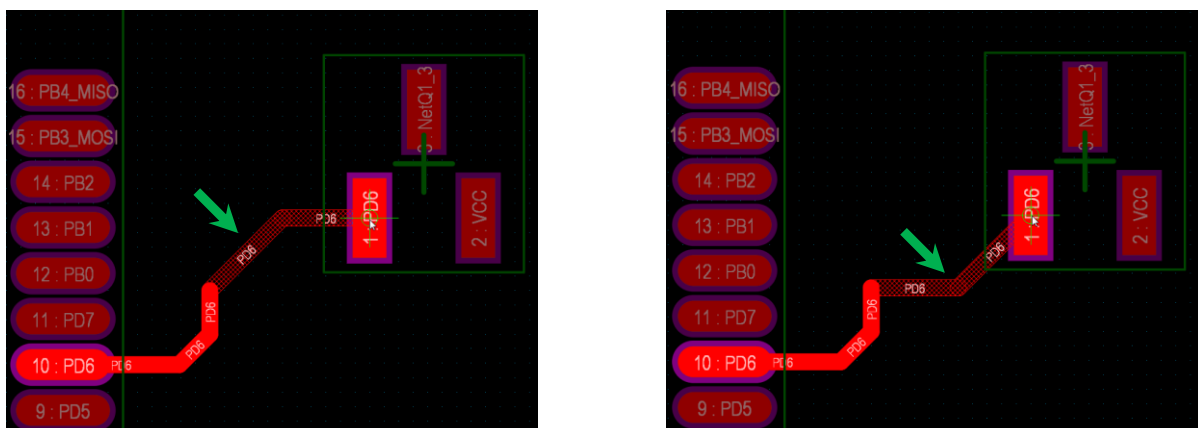 16 : PB4_MISO
15 : PB3_MOSI
14 : PB2
13 : PB1
12 : PB0
11 : PD7
10 : PD6
9 : PD5
PD6
PD6
PD6
PD6
PD6
1 : PD6
2 : VCC
3 : NetQ1_3
16 : PB4_MISO
15 : PB3_MOSI
14 : PB2
13 : PB1
12 : PB0
11 : PD7
10 : PD6
9 : PD5
PD6
PD6
PD6
PD6
PD6
1 : PD6
2 : VCC
3 : NetQ1_3